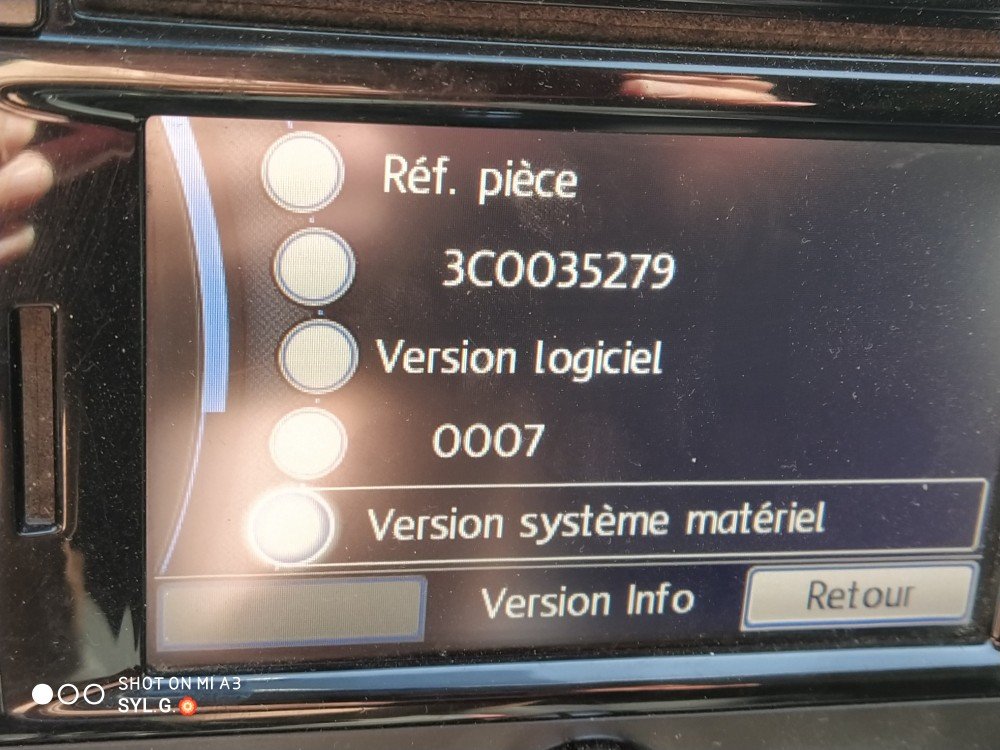 Réf. pièce
3C0035279
Version logiciel
0007
Version système matériel
Version Info
Retour
SHOT ON MI A3
SYL.G.